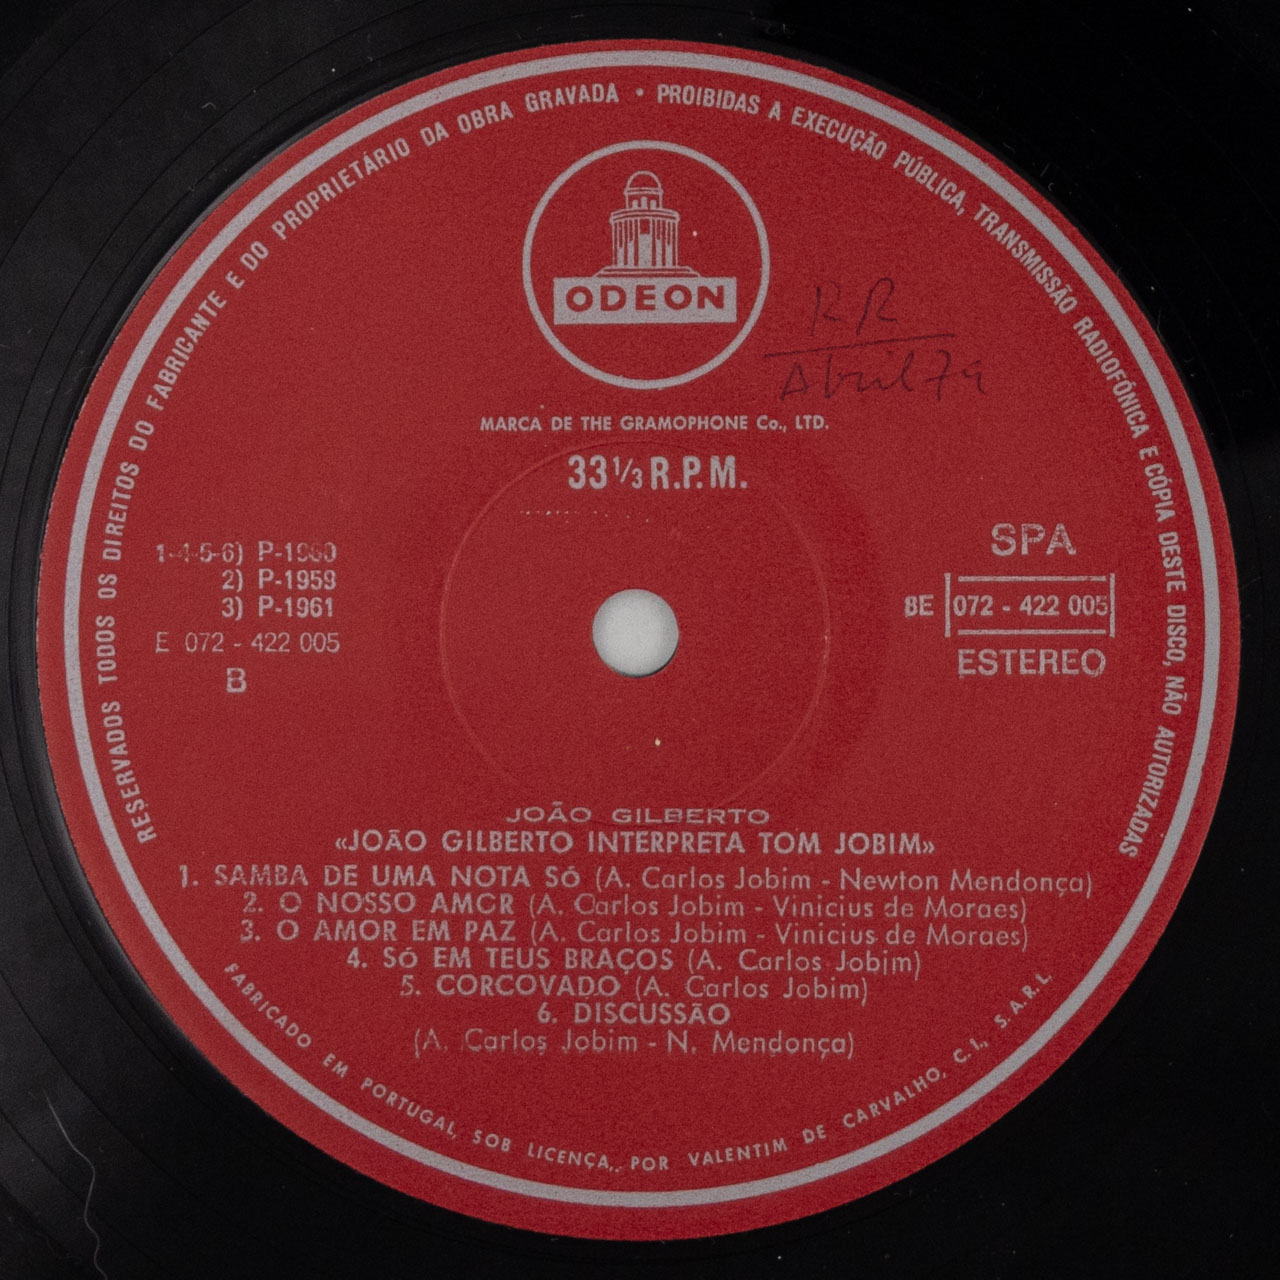 RESERVADOS TODOS OS DIREITOS DO FABRICANTE E DO PROPRIETÁRIO DA OBRA GRAVADA • PROIBIDAS A EXECUÇÃO PÚBLICA, TRANSMISSÃO RADIOFÓNICA E CÓPIA DESTE DISCO, NÃO AUTORIZADAS
ODEON
RR
Abril 79
MARCA DE THE GRAMOPHONE Co., LTD.
33 1/3 R.P.M.
1-4-5-6) P-1960
2) P-1959
3) P-1961
E 072 - 422 005
B
SPA
8E 072 - 422 005
ESTEREO
JOÃO GILBERTO
«JOÃO GILBERTO INTERPRETA TOM JOBIM»
1. SAMBA DE UMA NOTA SÓ (A. Carlos Jobim - Newton Mendonça)
2. O NOSSO AMOR (A. Carlos Jobim - Vinicius de Moraes)
3. O AMOR EM PAZ (A. Carlos Jobim - Vinicius de Moraes)
4. SÓ EM TEUS BRAÇOS (A. Carlos Jobim)
5. CORCOVADO (A. Carlos Jobim)
6. DISCUSSÃO
(A. Carlos Jobim - N. Mendonça)
FABRICADO EM PORTUGAL, SOB LICENÇA,. POR VALENTIM DE CARVALHO, C.I., S.A.R.L.